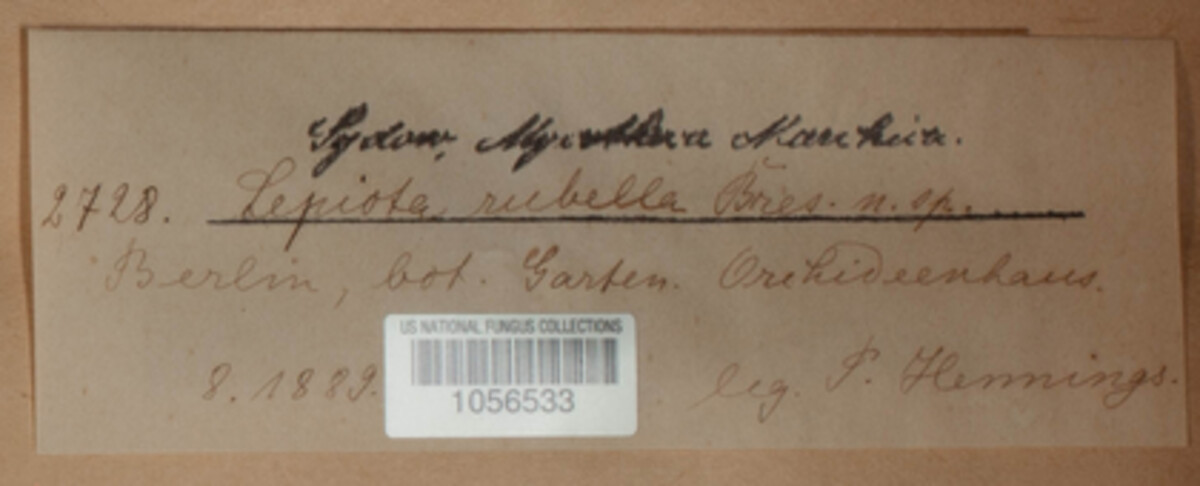 Sydow, Mycotheca Marchica.
2728. Lepiota rubella Bres. n. sp.......
Berlin, bot. Garten. Orchideenhaus.
8. 1889. leg. P. Hennings.
US NATIONAL FUNGUS COLLECTIONS
1056533